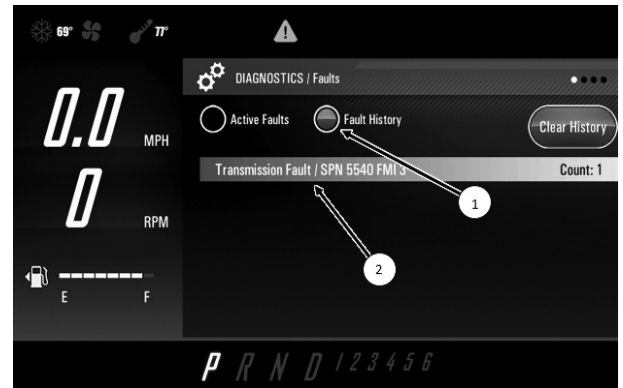 69° 77°
DIAGNOSTICS / Faults
Active Faults Fault History Clear History
0.0 MPH
Transmission Fault / SPN 5540 FMI 3 Count: 1
1
0 RPM
2
E F
P R N D 1 2 3 4 5 6